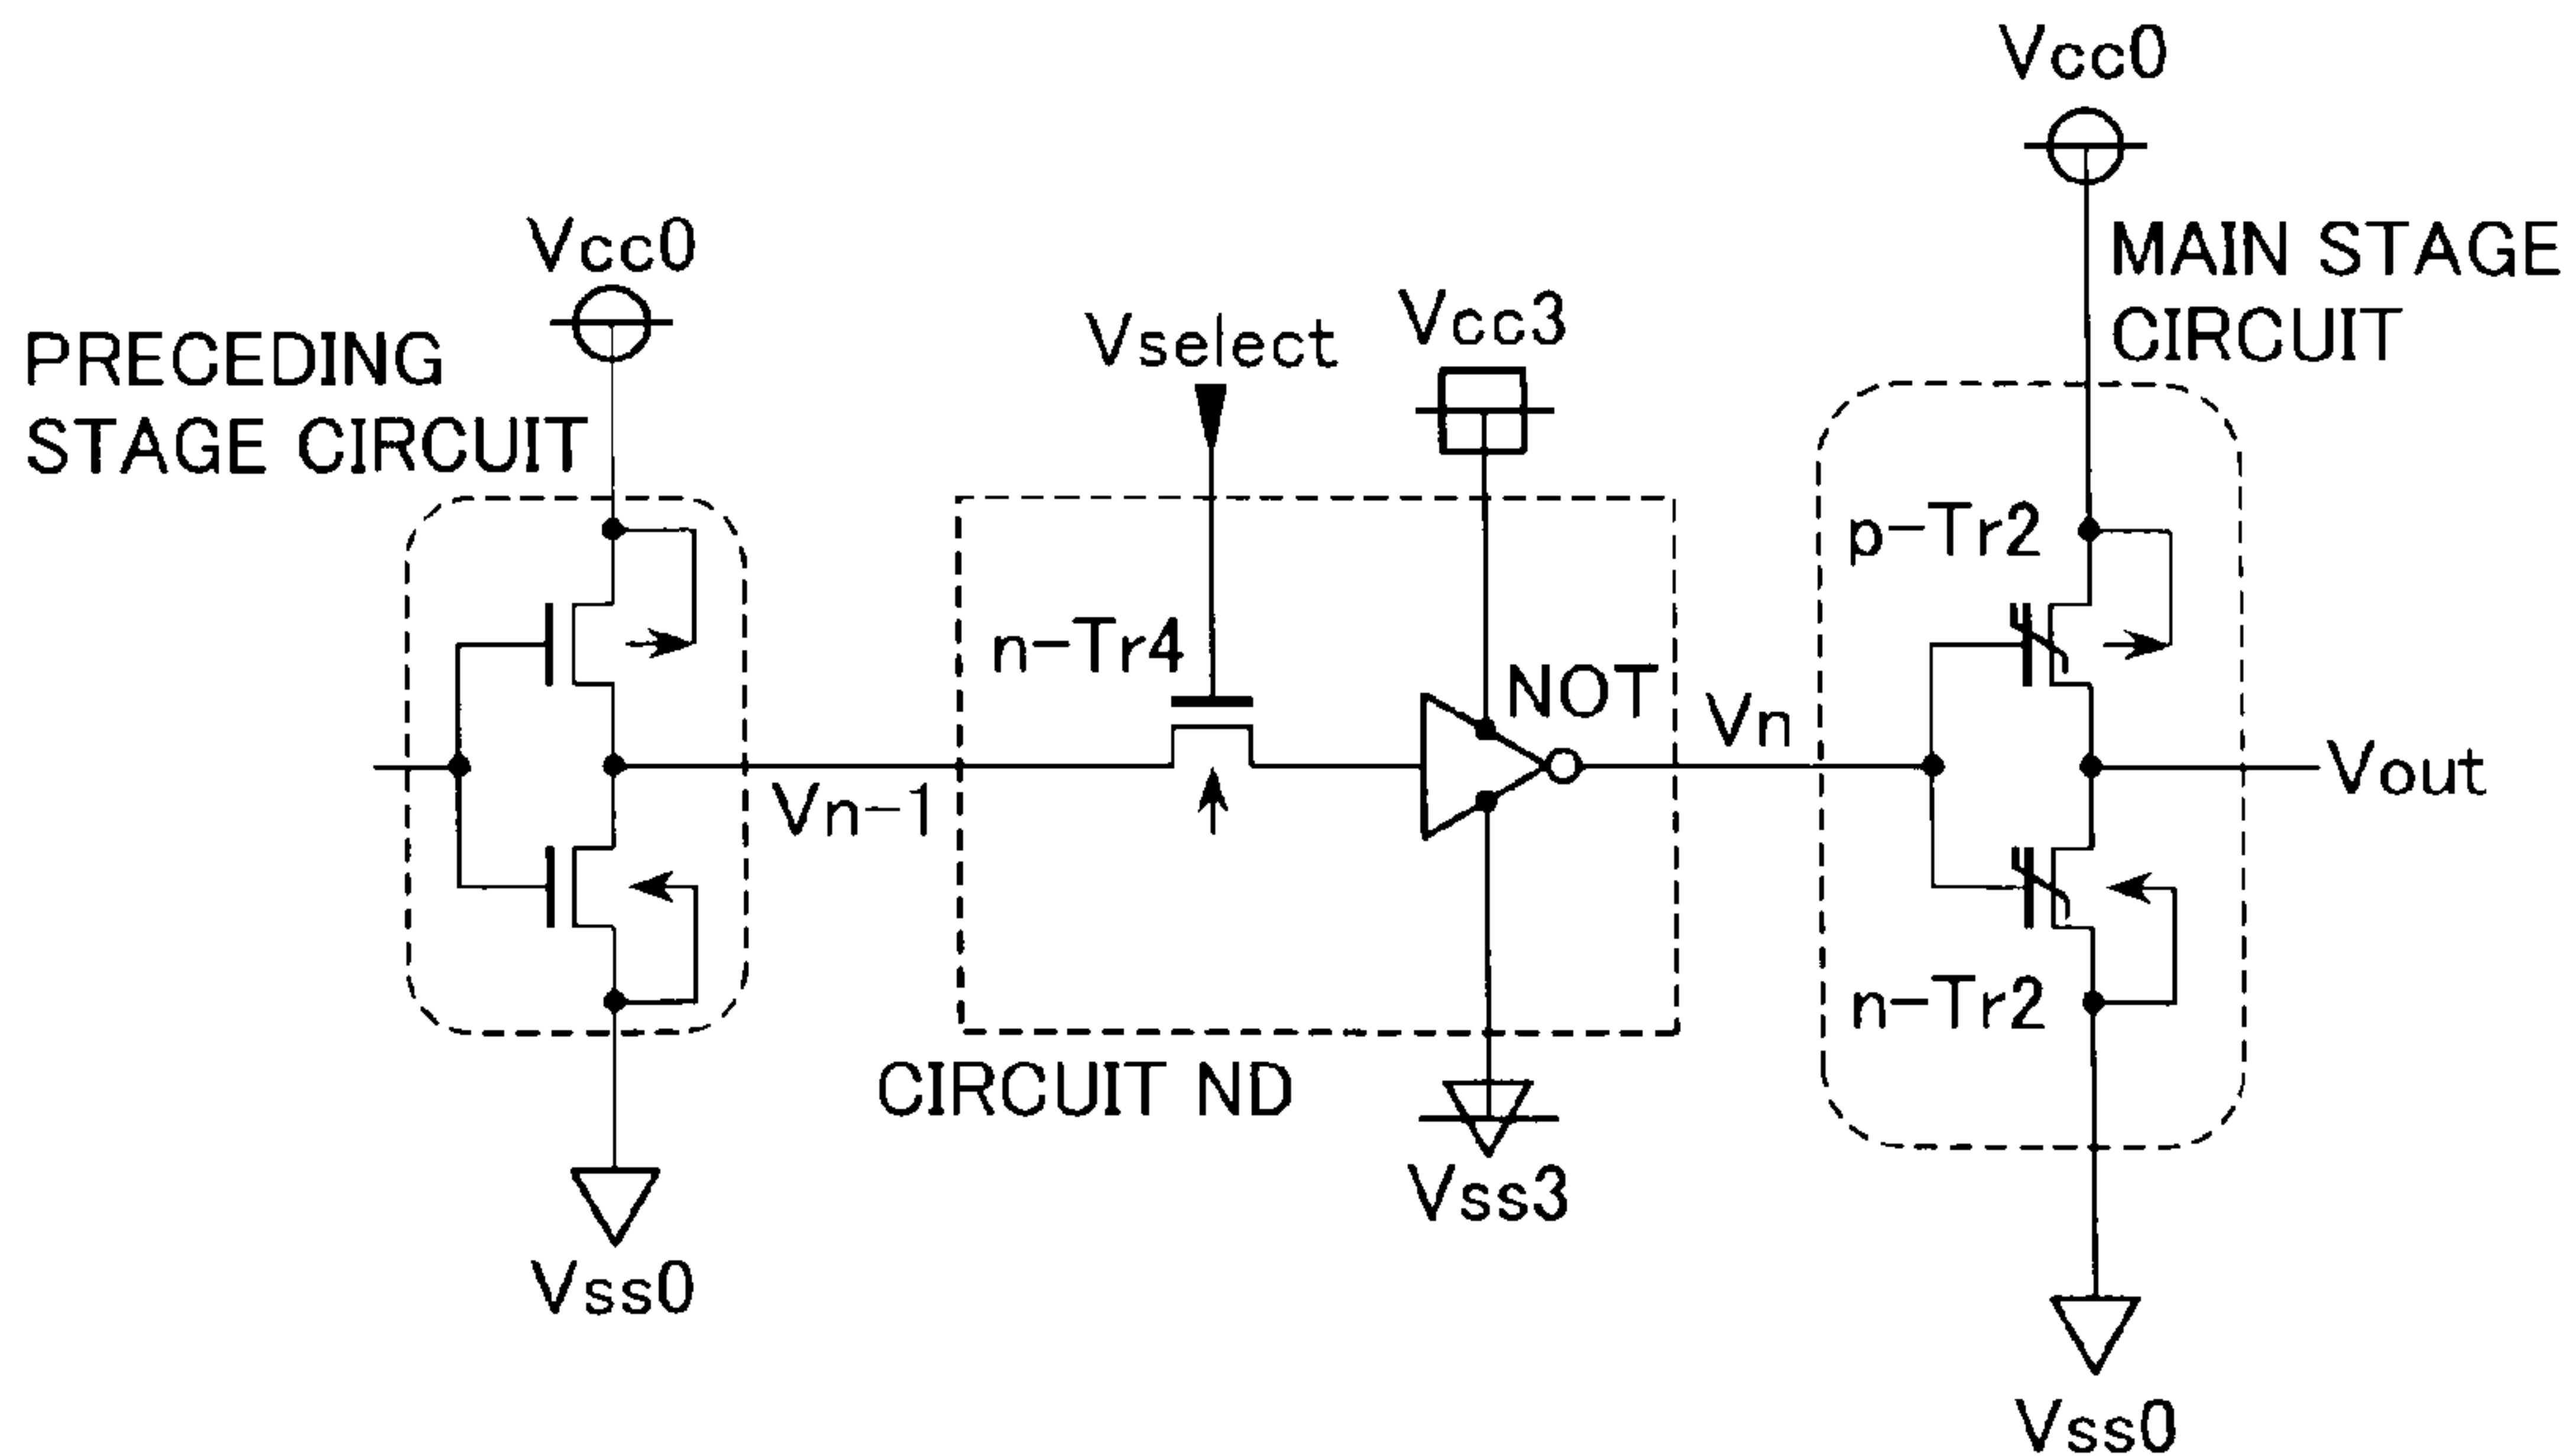 Vcc0
MAIN STAGE
CIRCUIT
Vcc0
PRECEDING
STAGE CIRCUIT
Vselect
Vcc3
p-Tr2
n-Tr4
NOT
Vn
Vn-1
Vout
n-Tr2
CIRCUIT ND
Vss3
Vss0
Vss0